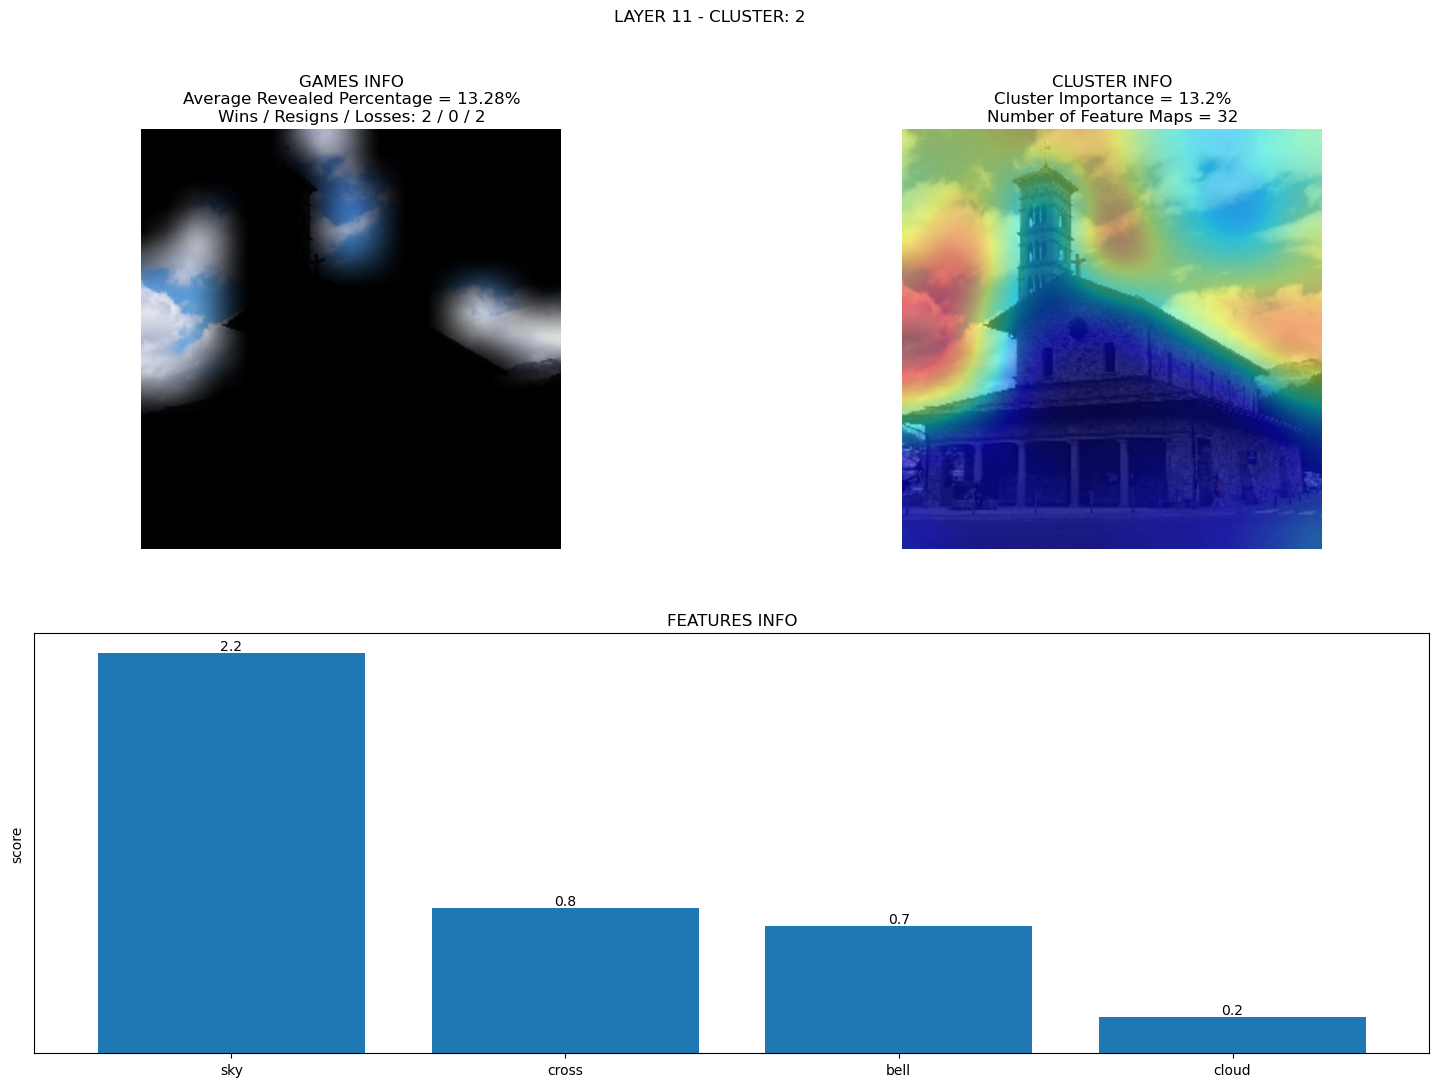 LAYER 11 - CLUSTER: 2
GAMES INFO
Average Revealed Percentage = 13.28%
Wins / Resigns / Losses: 2 / 0 / 2
CLUSTER INFO
Cluster Importance = 13.2%
Number of Feature Maps = 32
FEATURES INFO
score
2.2
0.8
0.7
0.2
sky
cross
bell
cloud